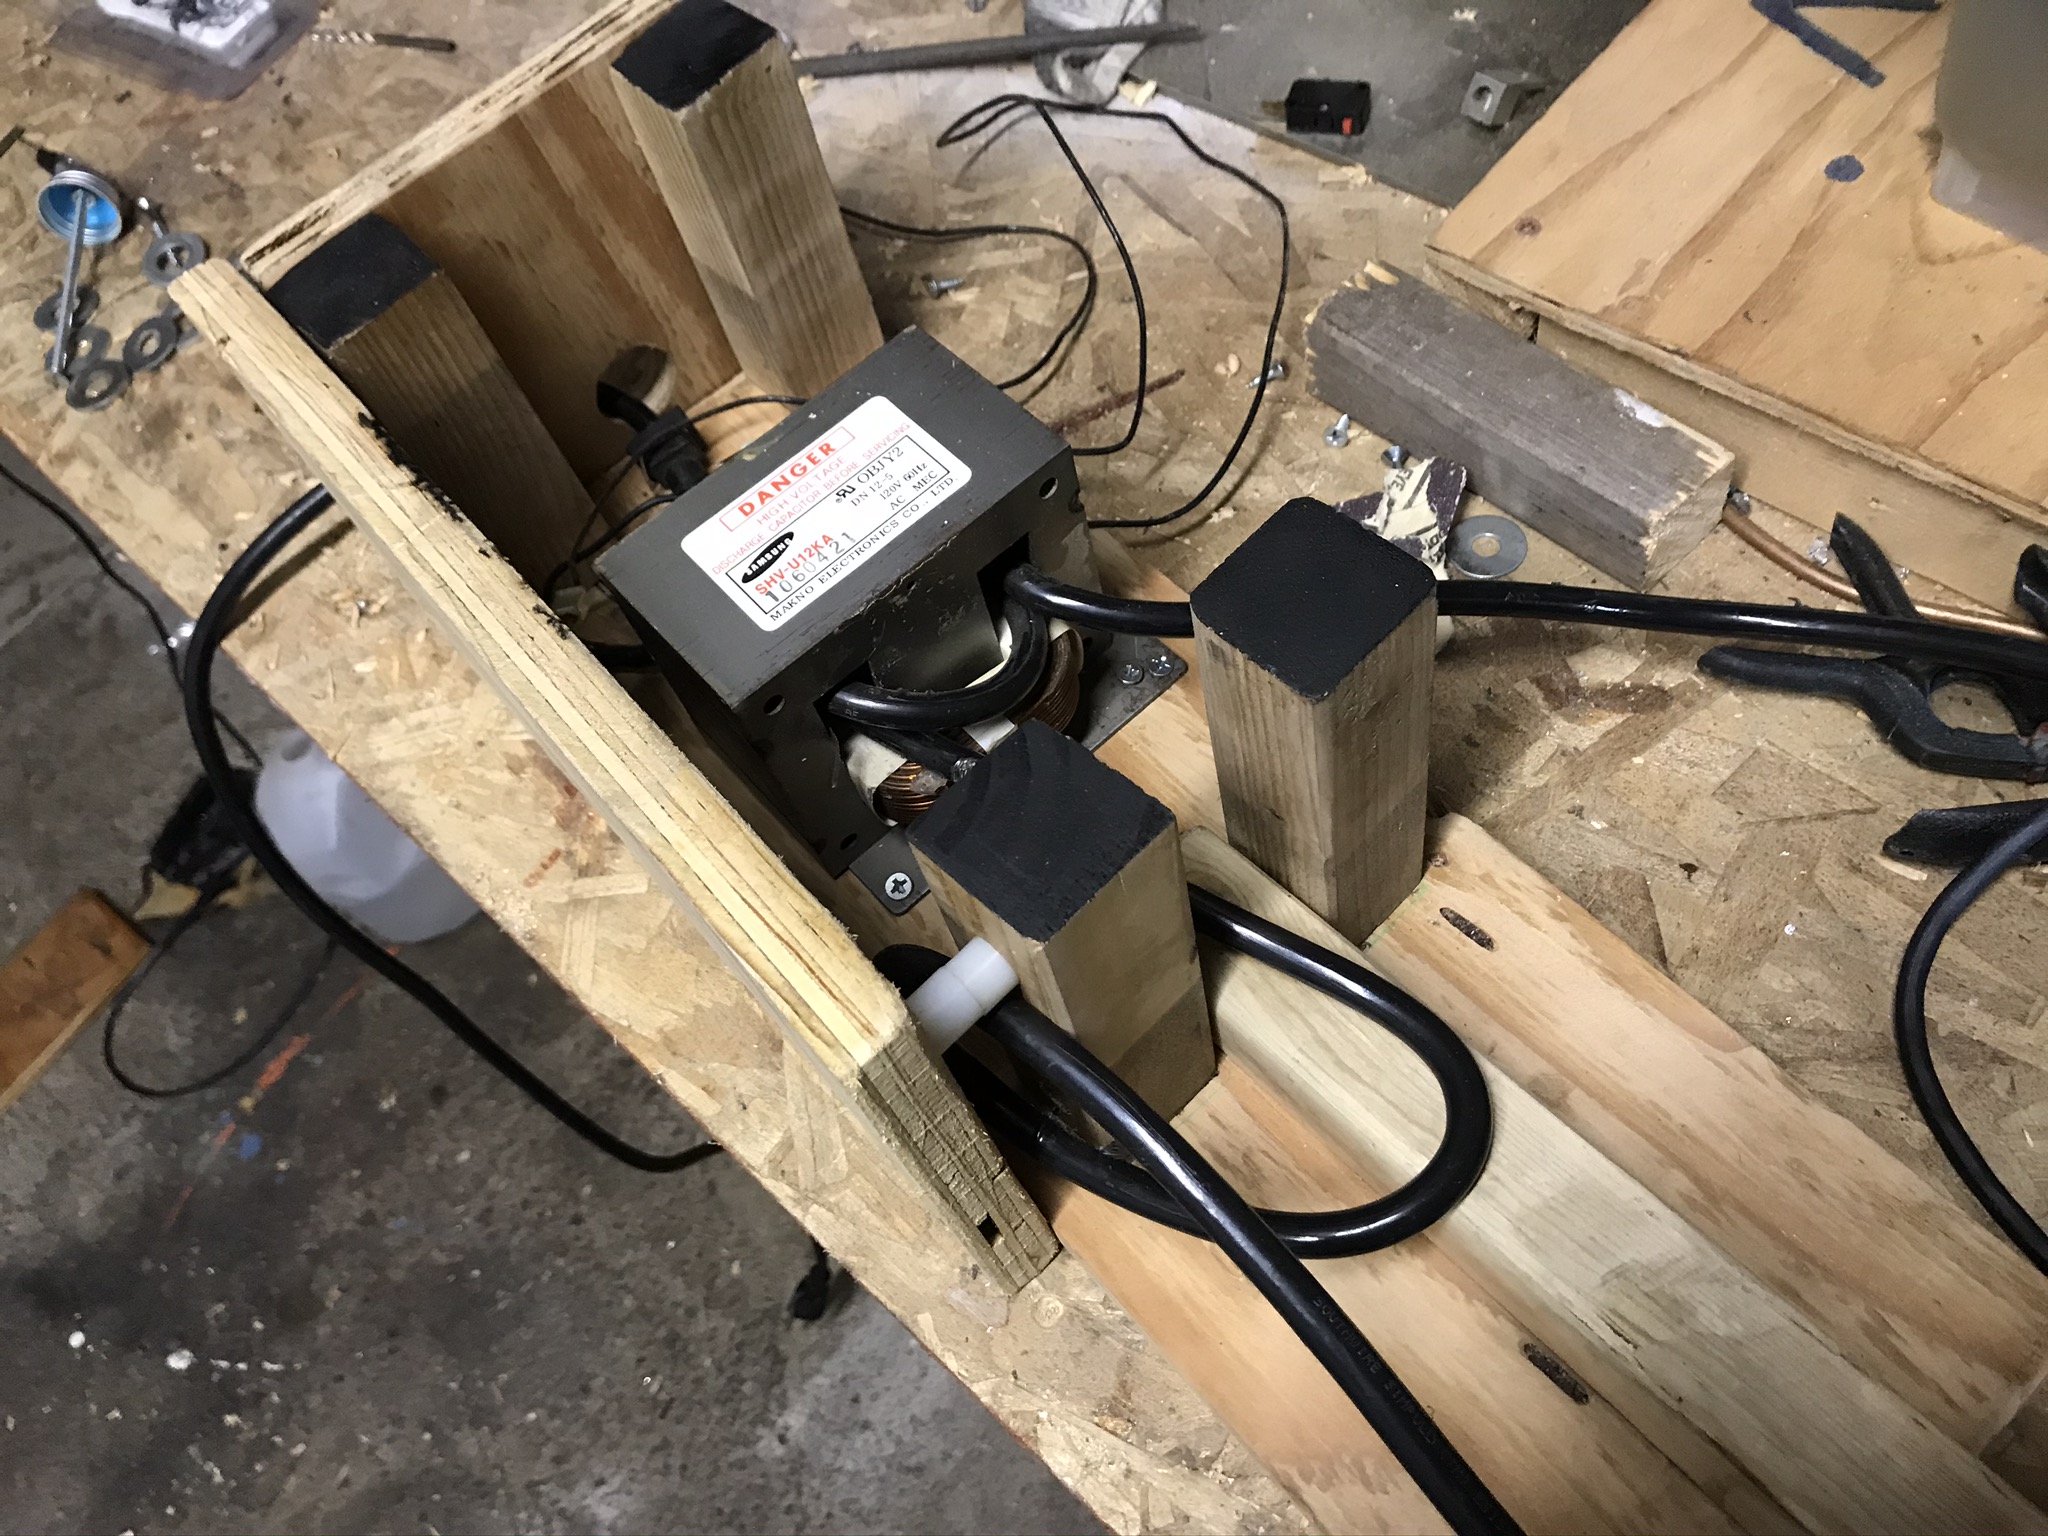 DANGER
HIGH VOLTAGE
DISCHARGE CAPACITOR BEFORE SERVICING
OBJY2
DN 12-5
SAMSUNG
120V 60Hz
SHV-U12KA
AC MEC
1060421
MAKNO ELECTRONICS CO., LTD.